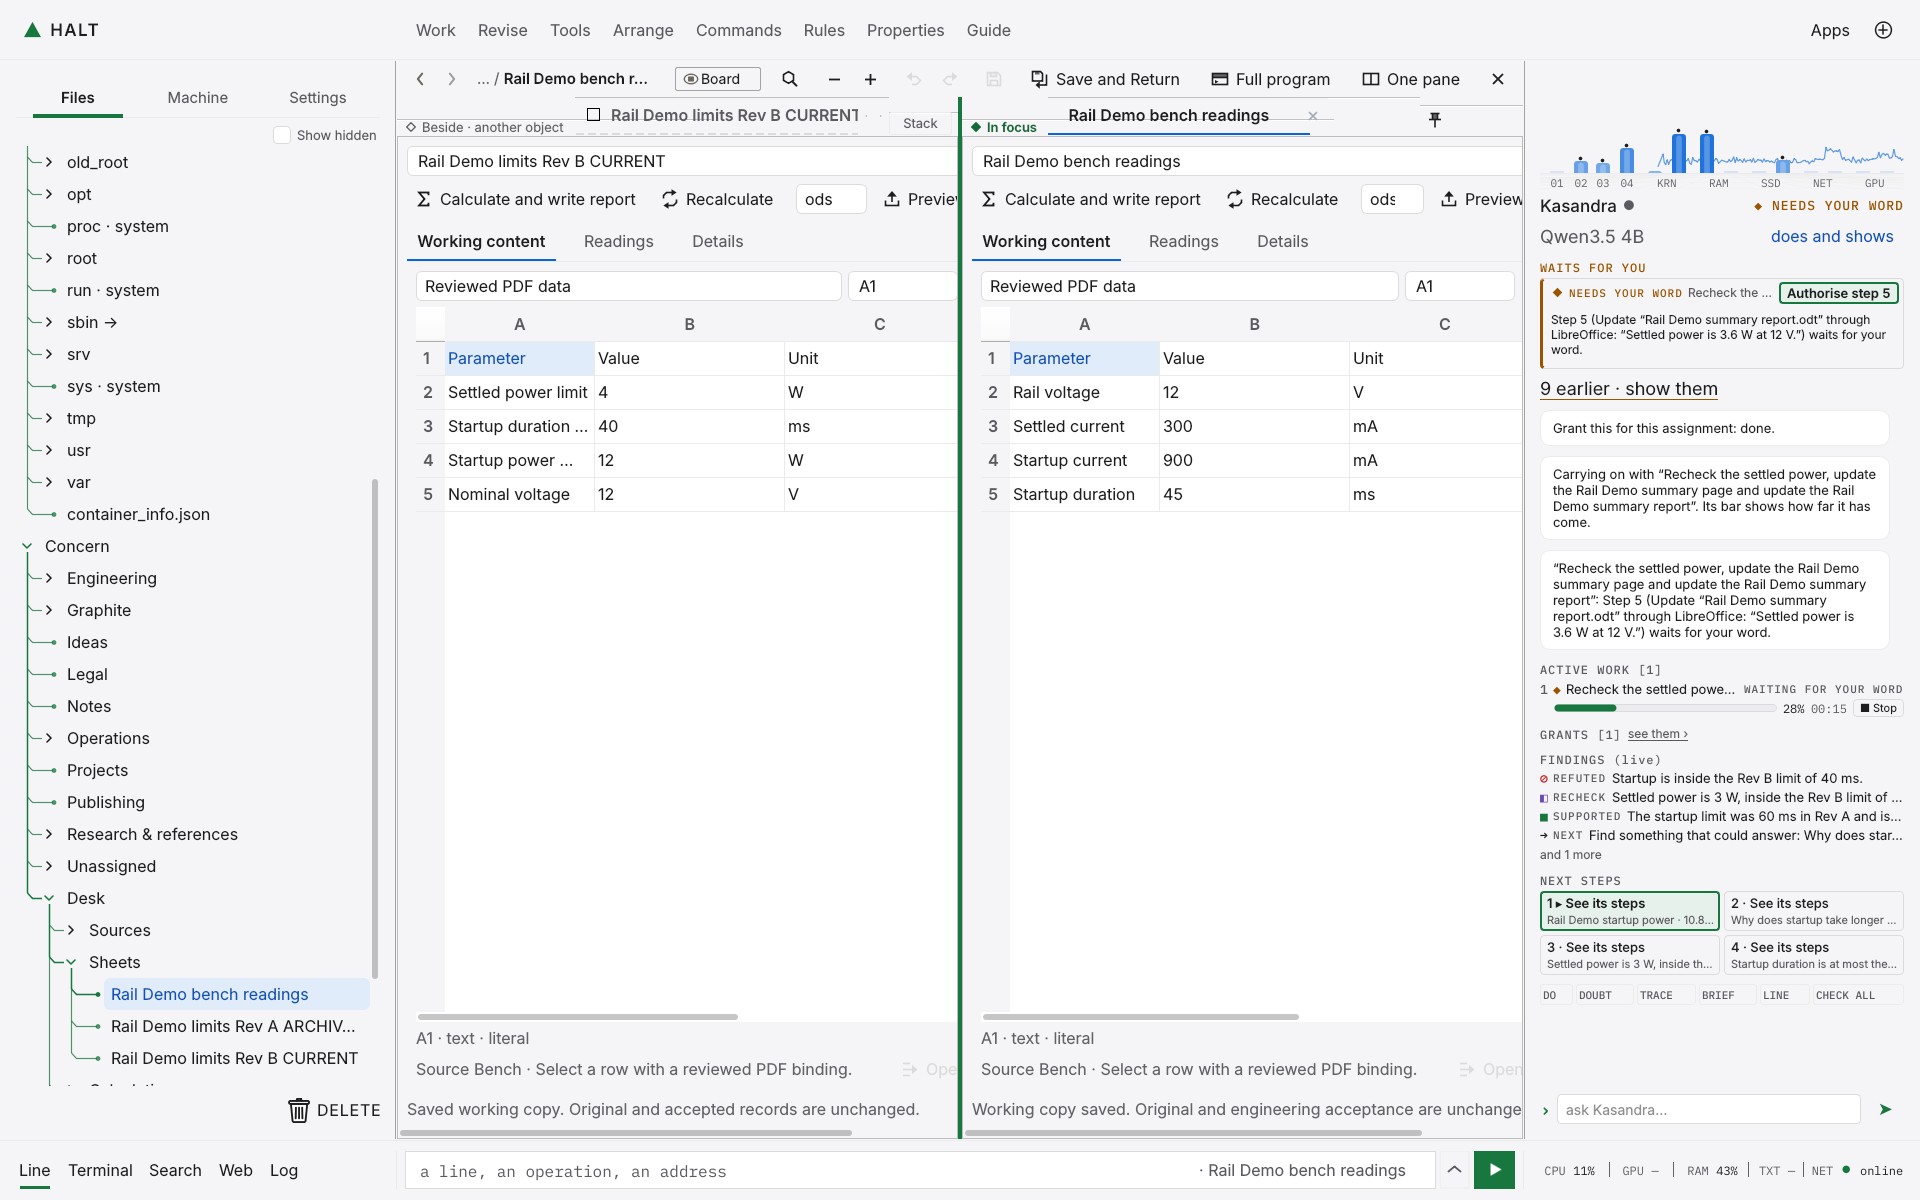 HALT
Work Revise Tools Arrange Commands Rules Properties Guide
Apps
Files Machine Settings
Show hidden
old_root
opt
proc · system
root
run · system
sbin →
srv
sys · system
tmp
usr
var
container_info.json
Concern
Engineering
Graphite
Ideas
Legal
Notes
Operations
Projects
Publishing
Research & references
Unassigned
Desk
Sources
Sheets
Rail Demo bench readings
Rail Demo limits Rev A ARCHIV...
Rail Demo limits Rev B CURRENT
DELETE
... / Rail Demo bench r...
Board
Save and Return
Full program
One pane
Beside · another object
Rail Demo limits Rev B CURRENT
Stack
Rail Demo limits Rev B CURRENT
Calculate and write report Recalculate ods Preview
Working content Readings Details
Reviewed PDF data A1
A B C
1 Parameter Value Unit
2 Settled power limit 4 W
3 Startup duration ... 40 ms
4 Startup power ... 12 W
5 Nominal voltage 12 V
A1 · text · literal
Source Bench · Select a row with a reviewed PDF binding. Ope
Saved working copy. Original and accepted records are unchanged.
In focus
Rail Demo bench readings
Rail Demo bench readings
Calculate and write report Recalculate ods Preview
Working content Readings Details
Reviewed PDF data A1
A B C
1 Parameter Value Unit
2 Rail voltage 12 V
3 Settled current 300 mA
4 Startup current 900 mA
5 Startup duration 45 ms
A1 · text · literal
Source Bench · Select a row with a reviewed PDF binding. Open
Working copy saved. Original and engineering acceptance are unchange
01 02 03 04 KRN RAM SSD NET GPU
Kasandra
NEEDS YOUR WORD
Qwen3.5 4B
does and shows
WAITS FOR YOU
NEEDS YOUR WORD Recheck the ... Authorise step 5
Step 5 (Update “Rail Demo summary report.odt” through
LibreOffice: “Settled power is 3.6 W at 12 V.”) waits for your
word.
9 earlier · show them
Grant this for this assignment: done.
Carrying on with “Recheck the settled power, update
the Rail Demo summary page and update the Rail
Demo summary report”. Its bar shows how far it has
come.
“Recheck the settled power, update the Rail Demo
summary page and update the Rail Demo summary
report”: Step 5 (Update “Rail Demo summary
report.odt” through LibreOffice: “Settled power is
3.6 W at 12 V.”) waits for your word.
ACTIVE WORK [1]
1 Recheck the settled powe... WAITING FOR YOUR WORD
28% 00:15 Stop
GRANTS [1] see them ›
FINDINGS (live)
REFUTED Startup is inside the Rev B limit of 40 ms.
RECHECK Settled power is 3 W, inside the Rev B limit of ...
SUPPORTED The startup limit was 60 ms in Rev A and is...
NEXT Find something that could answer: Why does star...
and 1 more
NEXT STEPS
1 ▸ See its steps
Rail Demo startup power · 10.8...
2 · See its steps
Why does startup take longer ...
3 · See its steps
Settled power is 3 W, inside th...
4 · See its steps
Startup duration is at most the...
DO DOUBT TRACE BRIEF LINE CHECK ALL
ask Kasandra...
Line Terminal Search Web Log
a line, an operation, an address
· Rail Demo bench readings
CPU 11% GPU — RAM 43% TXT — NET online